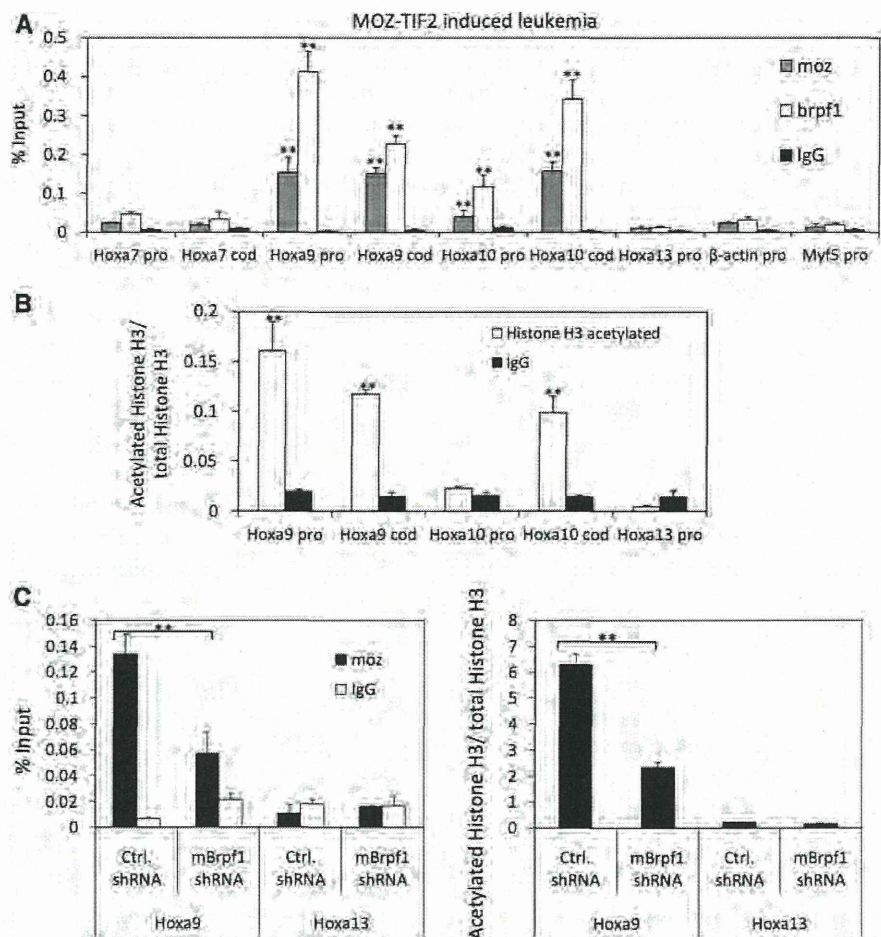 A
MOZ-TIF2 induced leukemia
% Input
0.5
0.4
0.3
0.2
0.1
0
** ** ** ** ** ** ** **
moz
brpf1
IgG
Hoxa7 pro Hoxa7 cod Hoxa9 pro Hoxa9 cod Hoxa10 pro Hoxa10 cod Hoxa13 pro β-actin pro Myf5 pro
B
Acetylated Histone H3/
total Histone H3
0.2
0.15
0.1
0.05
0
** ** **
Histone H3 acetylated
IgG
Hoxa9 pro Hoxa9 cod Hoxa10 pro Hoxa10 cod Hoxa13 pro
C
% Input
0.16
0.14
0.12
0.10
0.08
0.06
0.04
0.02
0
**
moz
IgG
Ctrl. shRNA mBrpf1 shRNA Ctrl. shRNA mBrpf1 shRNA
Hoxa9 Hoxa13
Acetylated Histone H3/ total Histone H3
8
7
6
5
4
3
2
1
0
**
Ctrl. shRNA mBrpf1 shRNA Ctrl. shRNA mBrpf1 shRNA
Hoxa9 Hoxa13